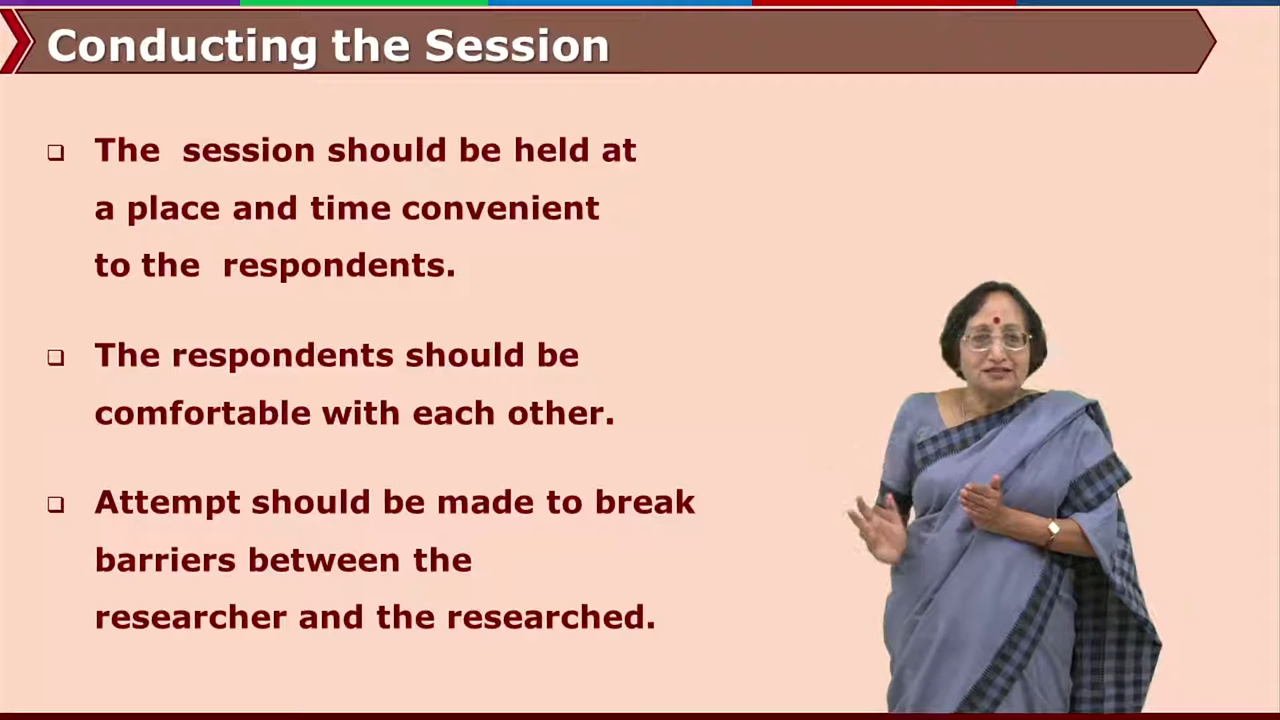 Conducting the Session
The session should be held at
a place and time convenient
to the respondents.
The respondents should be
comfortable with each other.
Attempt should be made to break
barriers between the
researcher and the researched.